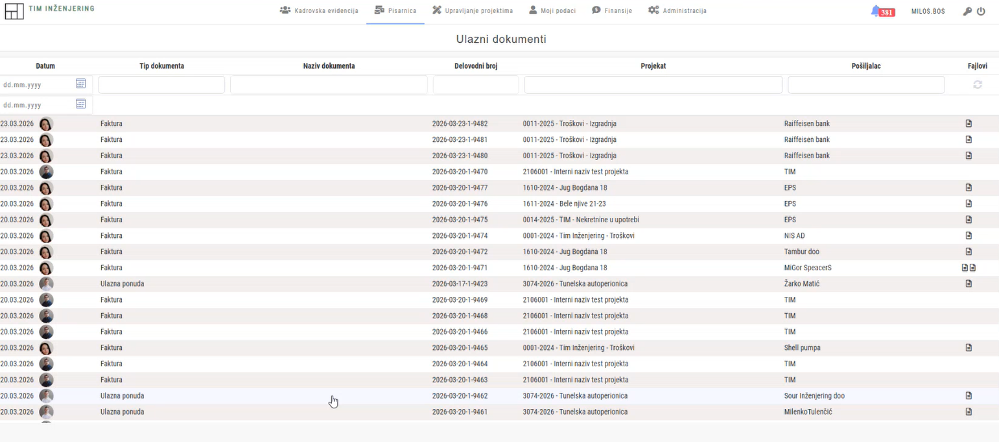 TIM INŽENJERING
Kadrovska evidencija Pisarnica Upravljanje projektima Moji podaci Finansije Administracija 381 MILOS.BOS
Ulazni dokumenti
Datum Tip dokumenta Naziv dokumenta Delovodni broj Projekat Pošiljalac Fajlovi
dd.mm.yyyy
dd.mm.yyyy
23.03.2026 Faktura 2026-03-23-1-9482 0011-2025 - Troškovi - Izgradnja Raiffeisen bank
23.03.2026 Faktura 2026-03-23-1-9481 0011-2025 - Troškovi - Izgradnja Raiffeisen bank
23.03.2026 Faktura 2026-03-23-1-9480 0011-2025 - Troškovi - Izgradnja Raiffeisen bank
20.03.2026 Faktura 2026-03-20-1-9470 2106001 - Interni naziv test projekta TIM
20.03.2026 Faktura 2026-03-20-1-9477 1610-2024 - Jug Bogdana 18 EPS
20.03.2026 Faktura 2026-03-20-1-9476 1611-2024 - Bele njive 21-23 EPS
20.03.2026 Faktura 2026-03-20-1-9475 0014-2025 - TIM - Nekretnine u upotrebi EPS
20.03.2026 Faktura 2026-03-20-1-9474 0001-2024 - Tim Inženjering - Troškovi NIS AD
20.03.2026 Faktura 2026-03-20-1-9472 1610-2024 - Jug Bogdana 18 Tambur doo
20.03.2026 Faktura 2026-03-20-1-9471 1610-2024 - Jug Bogdana 18 MiGor SpeacerS
20.03.2026 Ulazna ponuda 2026-03-17-1-9423 3074-2026 - Tunelska autoperionica Žarko Matić
20.03.2026 Faktura 2026-03-20-1-9469 2106001 - Interni naziv test projekta TIM
20.03.2026 Faktura 2026-03-20-1-9468 2106001 - Interni naziv test projekta TIM
20.03.2026 Faktura 2026-03-20-1-9466 2106001 - Interni naziv test projekta TIM
20.03.2026 Faktura 2026-03-20-1-9465 0001-2024 - Tim Inženjering - Troškovi Shell pumpa
20.03.2026 Faktura 2026-03-20-1-9464 2106001 - Interni naziv test projekta TIM
20.03.2026 Faktura 2026-03-20-1-9463 2106001 - Interni naziv test projekta TIM
20.03.2026 Ulazna ponuda 2026-03-20-1-9462 3074-2026 - Tunelska autoperionica Sour Inženjering doo
20.03.2026 Ulazna ponuda 2026-03-20-1-9461 3074-2026 - Tunelska autoperionica MilenkoTulenčić